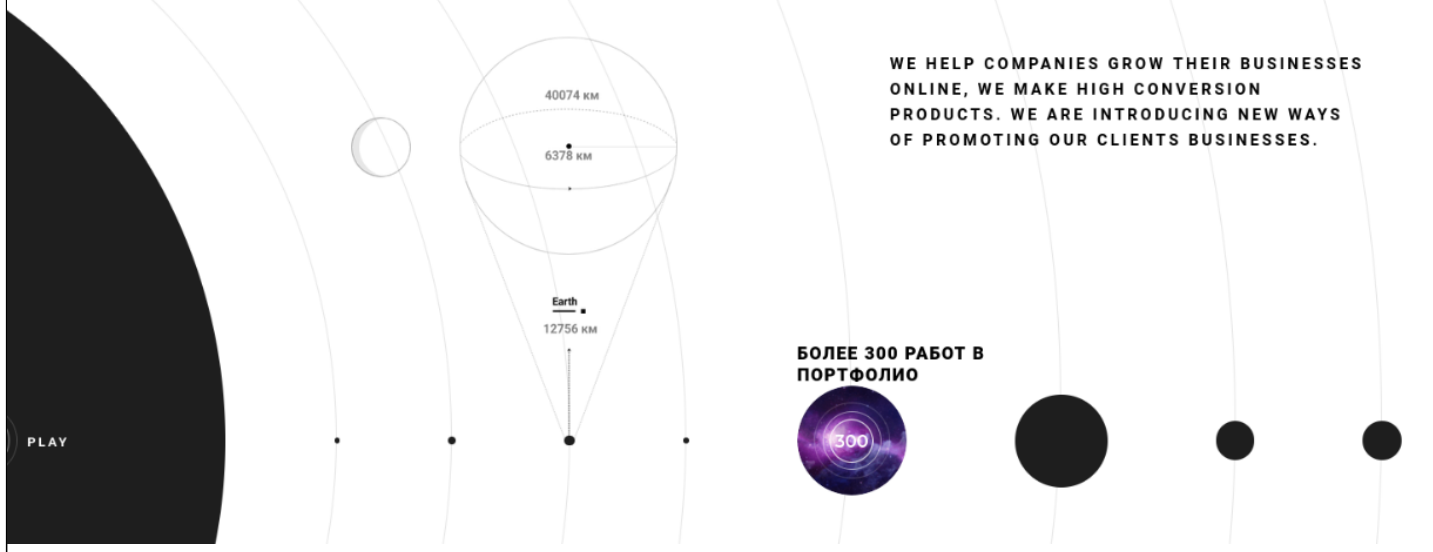 40074 км
6378 км
Earth
12756 км
PLAY
WE HELP COMPANIES GROW THEIR BUSINESSES
ONLINE, WE MAKE HIGH CONVERSION
PRODUCTS. WE ARE INTRODUCING NEW WAYS
OF PROMOTING OUR CLIENTS BUSINESSES.
БОЛЕЕ 300 РАБОТ В
ПОРТФОЛИО
300